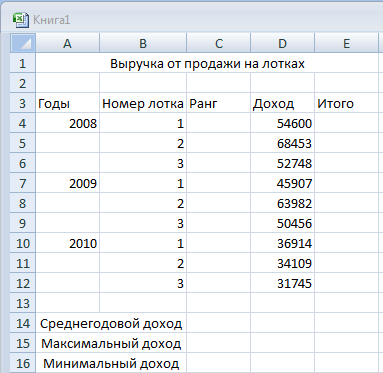 Книга1
A B C D E
1 Выручка от продажи на лотках
2
3 Годы Номер лотка Ранг Доход Итого
4 2008 1 54600
5 2 68453
6 3 52748
7 2009 1 45907
8 2 63982
9 3 50456
10 2010 1 36914
11 2 34109
12 3 31745
13
14 Среднегодовой доход
15 Максимальный доход
16 Минимальный доход